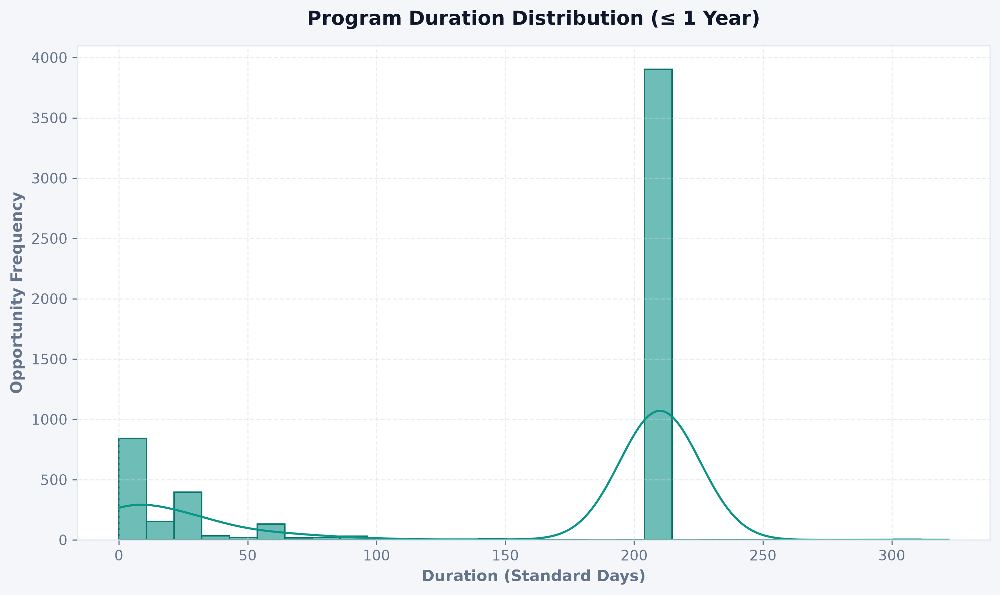 Program Duration Distribution (≤ 1 Year)
Opportunity Frequency
4000
3500
3000
2500
2000
1500
1000
500
0
0 50 100 150 200 250 300
Duration (Standard Days)